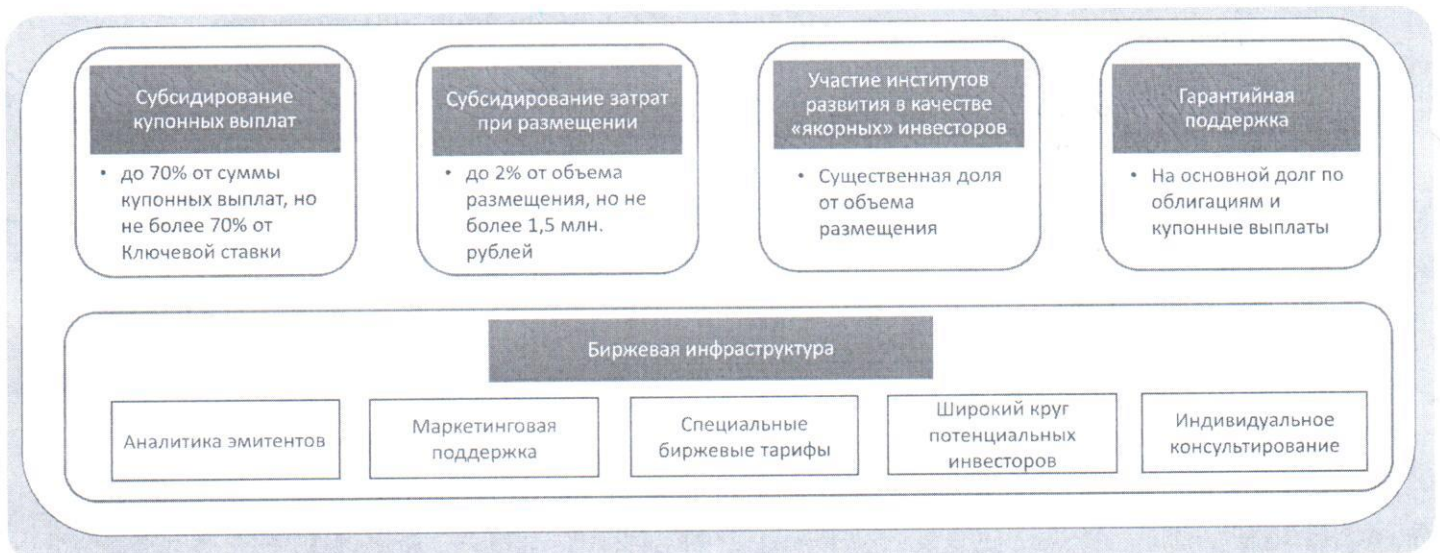 Субсидирование
купонных выплат
• до 70% от суммы
купонных выплат, но
не более 70% от
Ключевой ставки
Субсидирование затрат
при размещении
• до 2% от объема
размещения, но не
более 1,5 млн.
рублей
Участие институтов
развития в качестве
«якорных» инвесторов
• Существенная доля
от объема
размещения
Гарантийная
поддержка
• На основной долг по
облигациям и
купонные выплаты
Биржевая инфраструктура
Аналитика эмитентов
Маркетинговая
поддержка
Специальные
биржевые тарифы
Широкий круг
потенциальных
инвесторов
Индивидуальное
консультирование